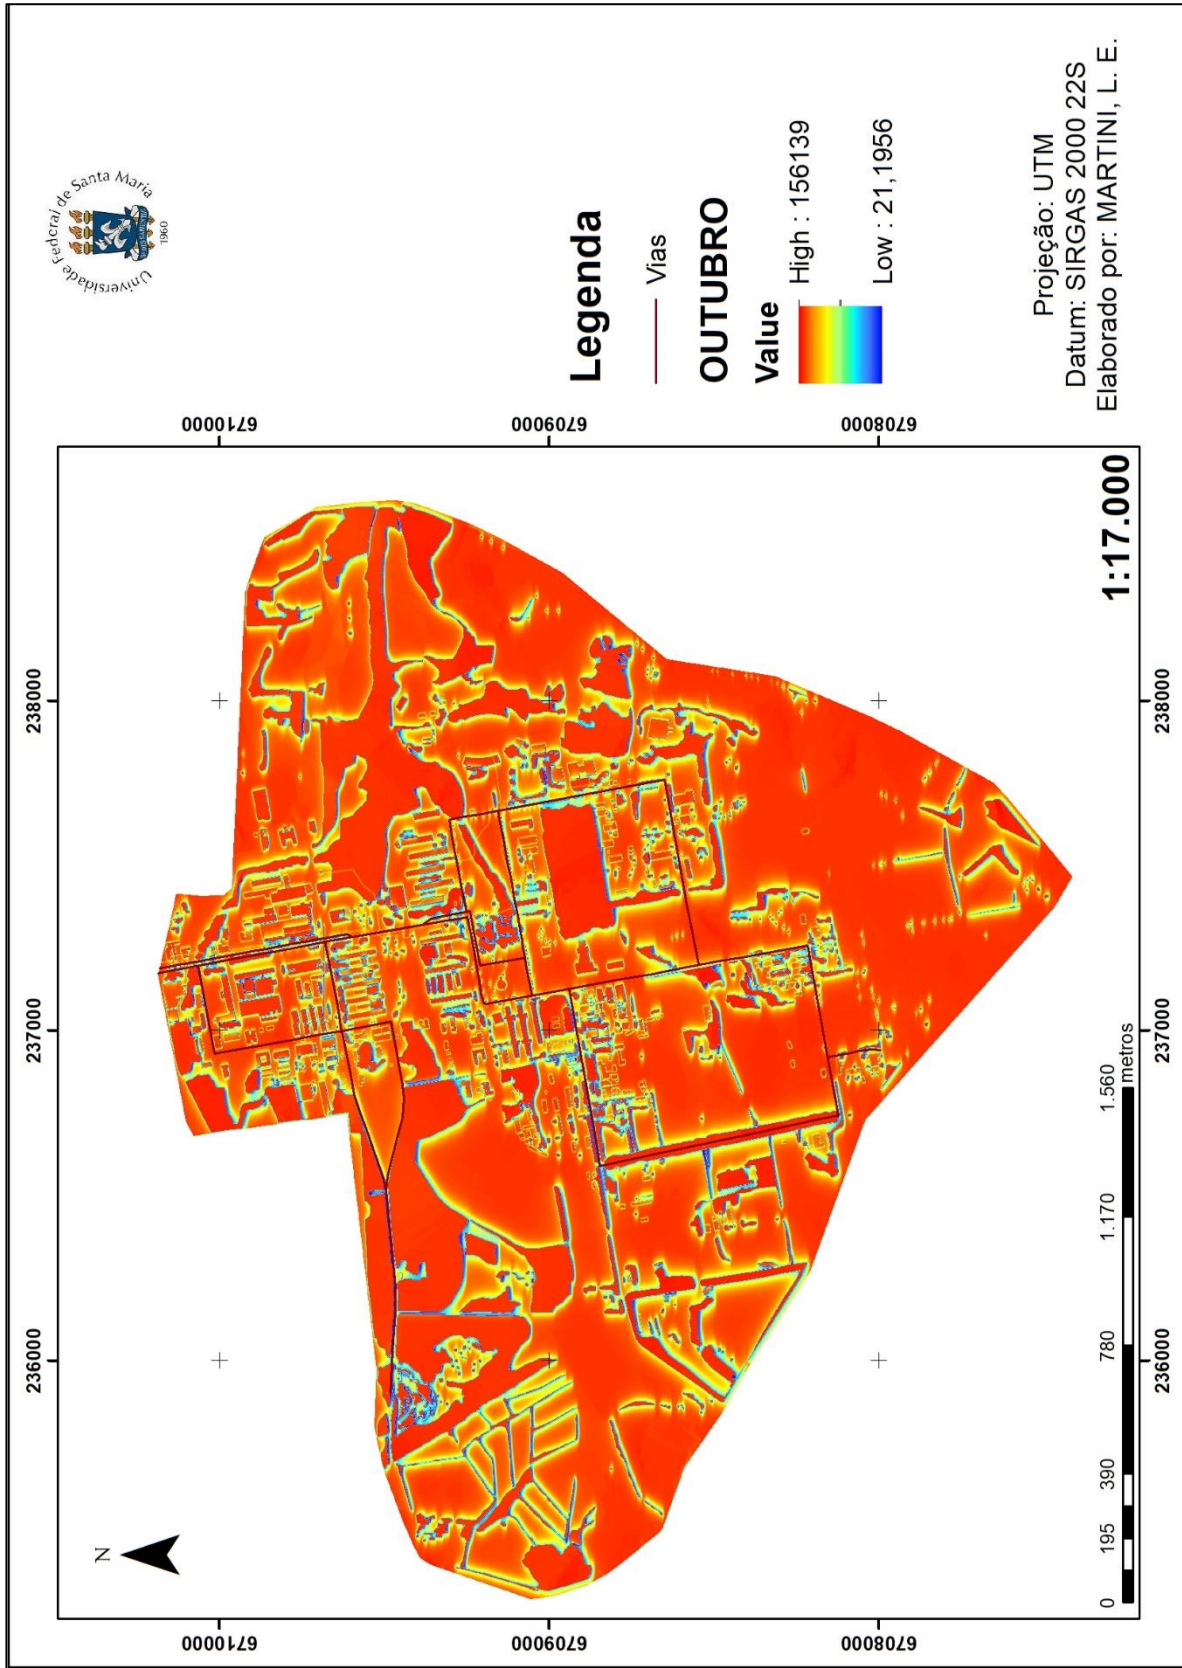 Universidade Federal de Santa Maria
1960
N
236000
237000
238000
6710000
6710000
6709000
6709000
6708000
6708000
236000
237000
238000
0 195 390 780 1.170 1.560
metros
1:17.000
Legenda
Vias
OUTUBRO
Value
High : 156139
Low : 21,1956
Projeção: UTM
Datum: SIRGAS 2000 22S
Elaborado por: MARTINI, L. E.